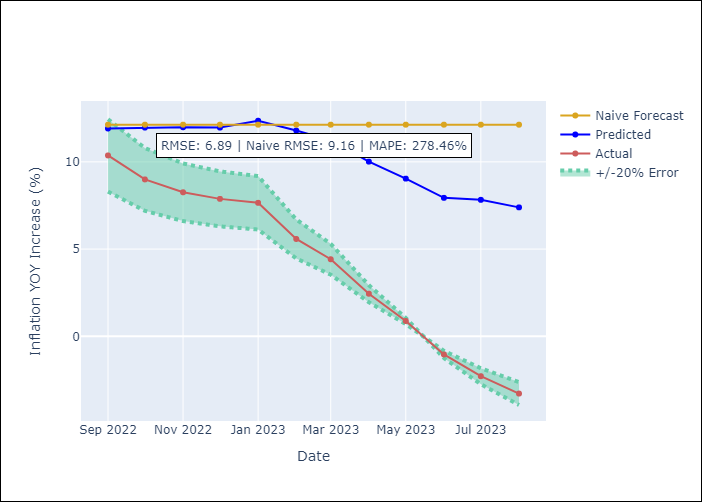 Naive Forecast
Predicted
Actual
+/-20% Error
RMSE: 6.89 | Naive RMSE: 9.16 | MAPE: 278.46%
10
5
0
Inflation YOY Increase (%)
Sep 2022 Nov 2022 Jan 2023 Mar 2023 May 2023 Jul 2023
Date